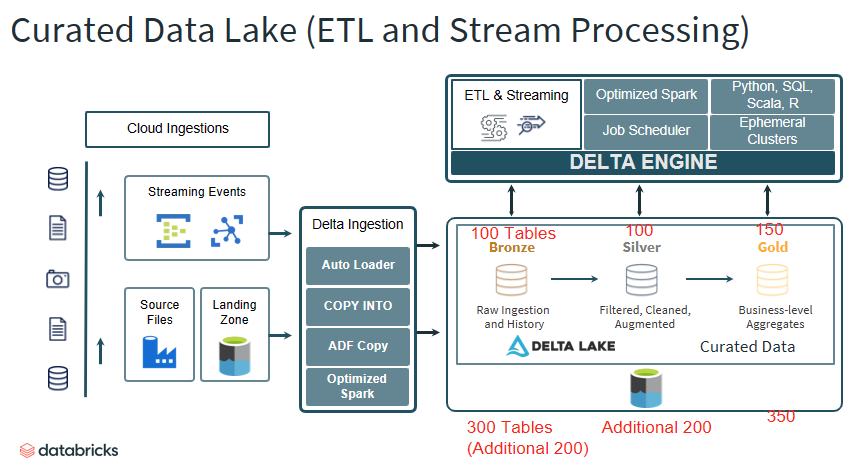 Curated Data Lake (ETL and Stream Processing)
Cloud Ingestions
Streaming Events
Source
Files
Landing
Zone
Delta Ingestion
Auto Loader
COPY INTO
ADF Copy
Optimized
Spark
ETL & Streaming
Optimized Spark
Python, SQL,
Scala, R
Job Scheduler
Ephemeral
Clusters
DELTA ENGINE
100 Tables
100
150
Bronze
Silver
Gold
Raw Ingestion
and History
Filtered, Cleaned,
Augmented
Business-level
Aggregates
DELTA LAKE
Curated Data
300 Tables
(Additional 200)
Additional 200
350
databricks